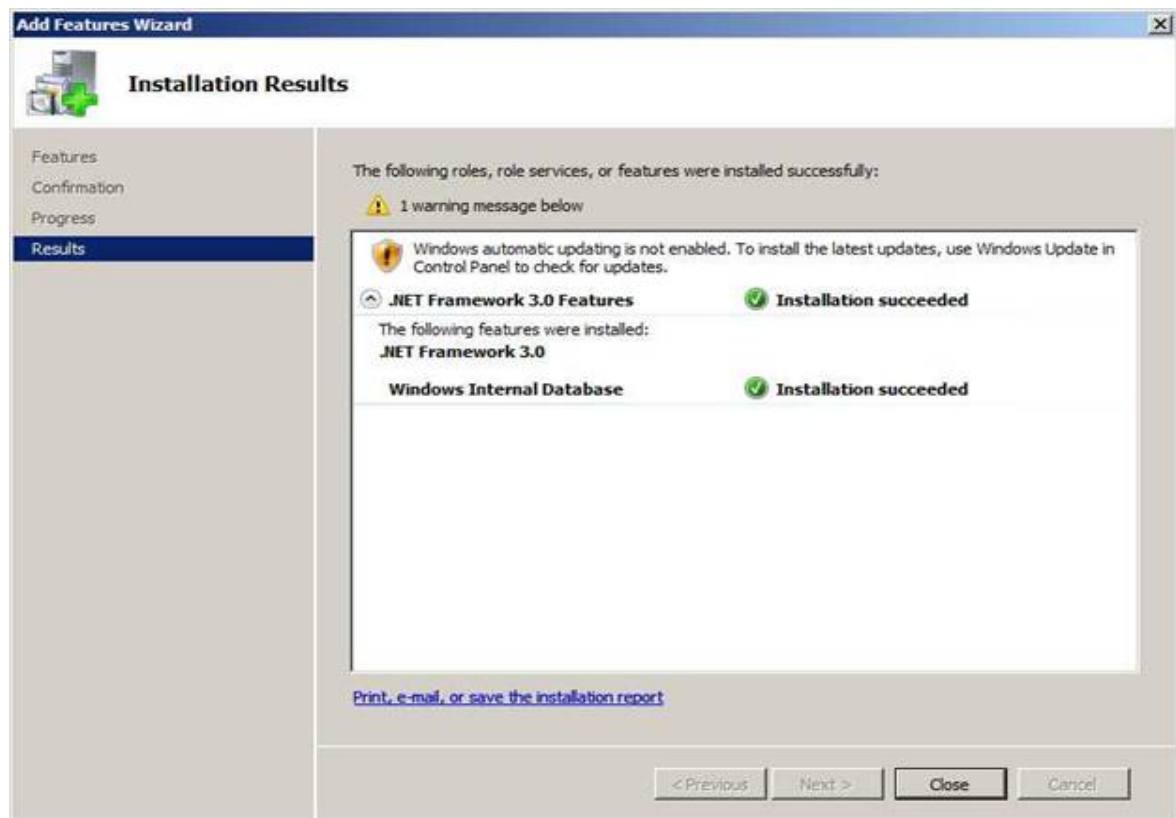 Add Features Wizard
Installation Results
Features
Confirmation
Progress
Results
The following roles, role services, or features were installed successfully:
1 warning message below
Windows automatic updating is not enabled. To install the latest updates, use Windows Update in
Control Panel to check for updates.
.NET Framework 3.0 Features Installation succeeded
The following features were installed:
.NET Framework 3.0
Windows Internal Database Installation succeeded
Print, e-mail, or save the installation report
< Previous Next > Close Cancel